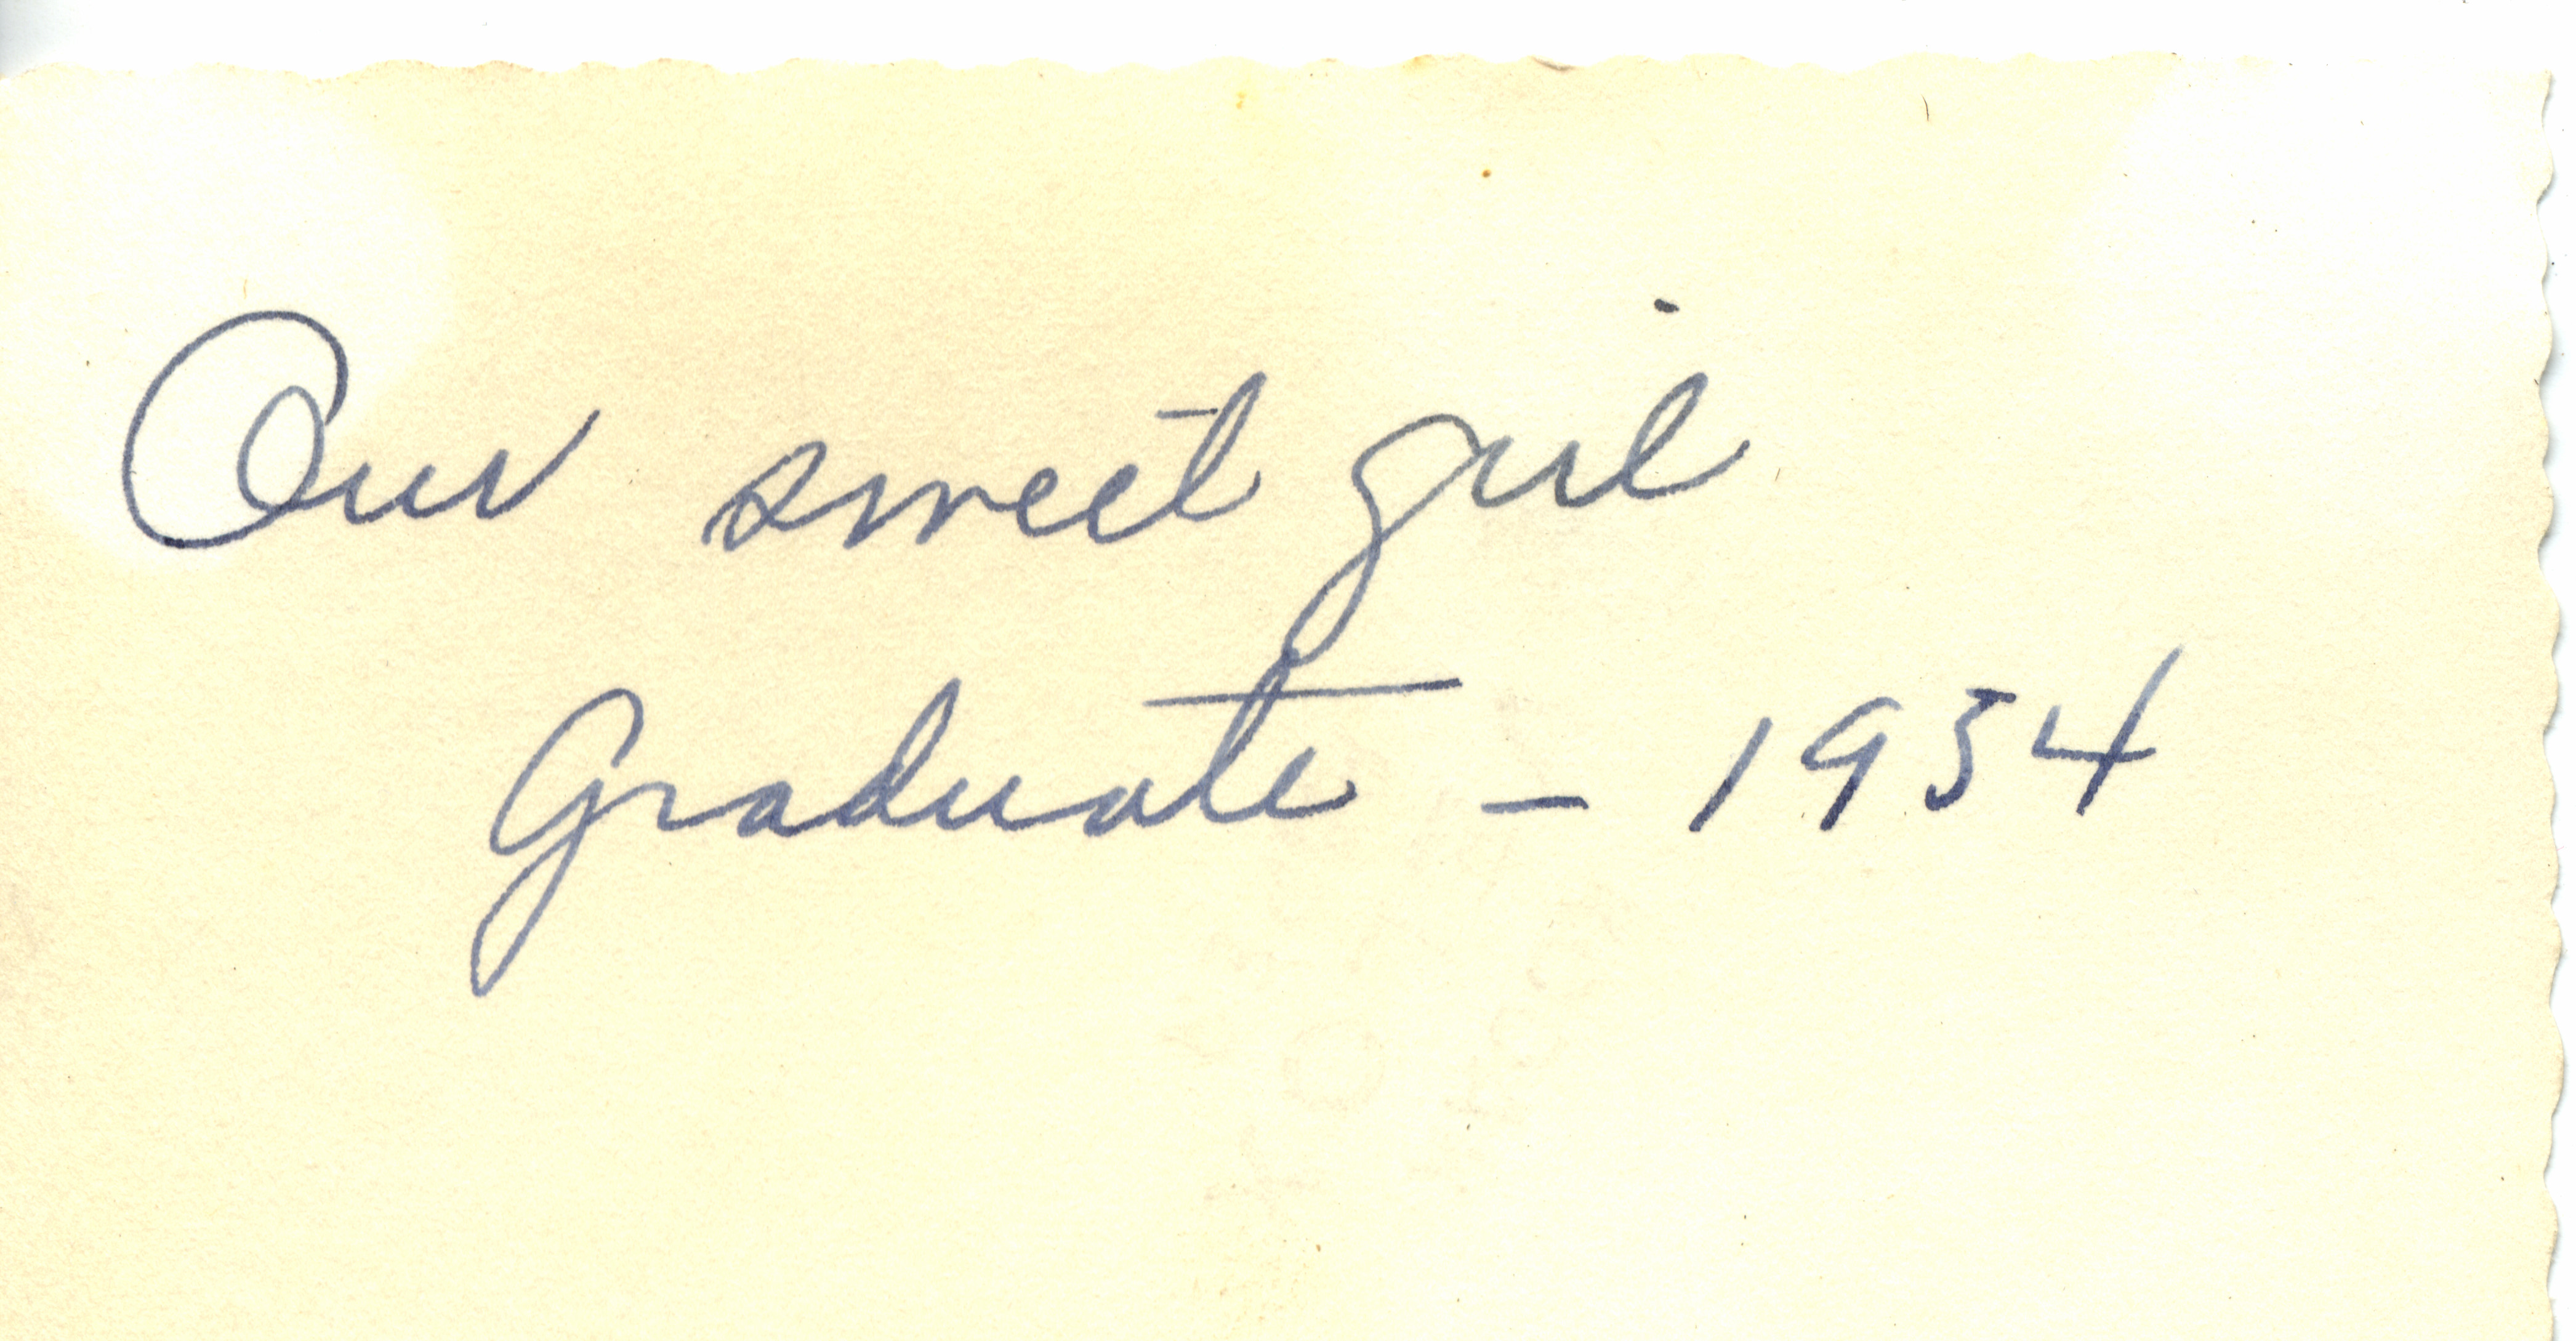 Our sweet girl
Graduate - 1954